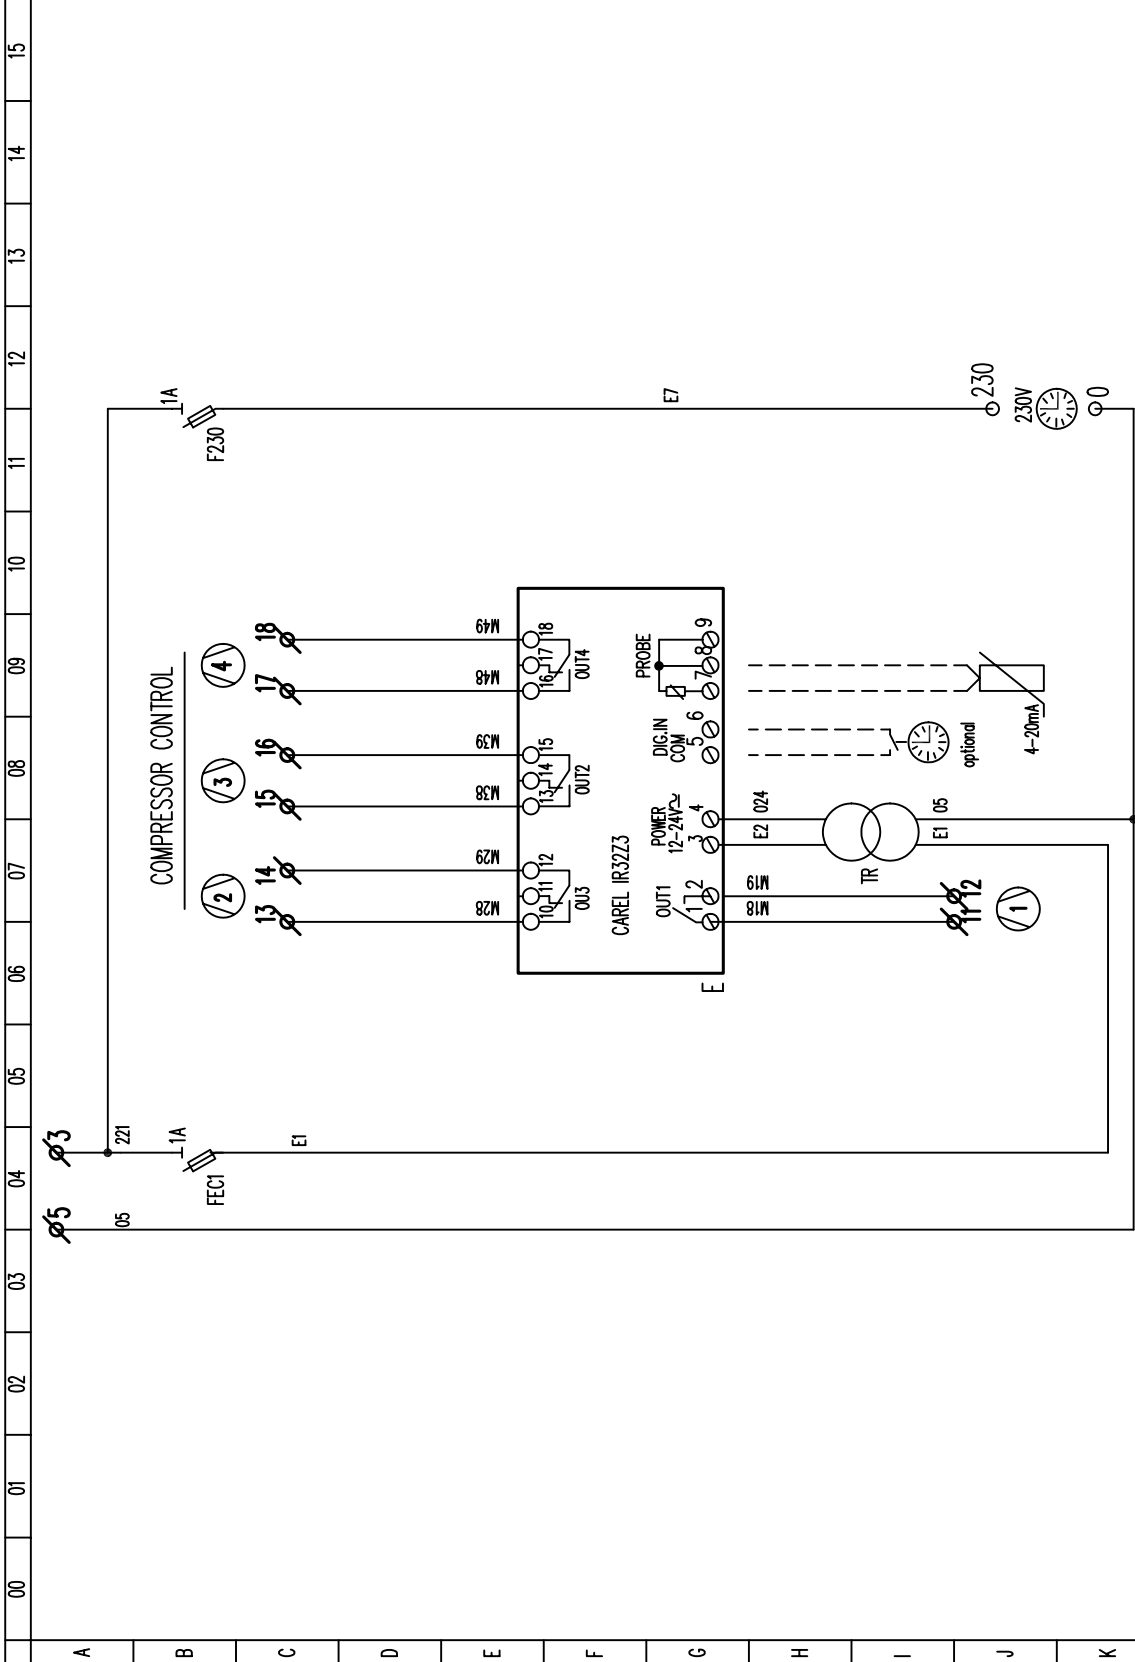 00 01 02 03 04 05 06 07 08 09 10 11 12 13 14 15
A
5 3
05 221
B
COMPRESSOR CONTROL
FEC1 1A
2 3 4
F230 1A
C
13 14 15 16 17 18
E1
D
E
M28 M29 M38 M39 M48 M49
F
10 11 12 13 14 15 16 17 18
OU3 OUT2 OUT4
CAREL IR32Z3
G
E
OUT1
POWER
12-24V
DIG.IN
COM
PROBE
1 2 3 4 5 6 7 8 9
E7
H
M18 M19 E2 024
I
TR
E1 05
optional
J
11 12
1
4-20mA
230
230V
0
K